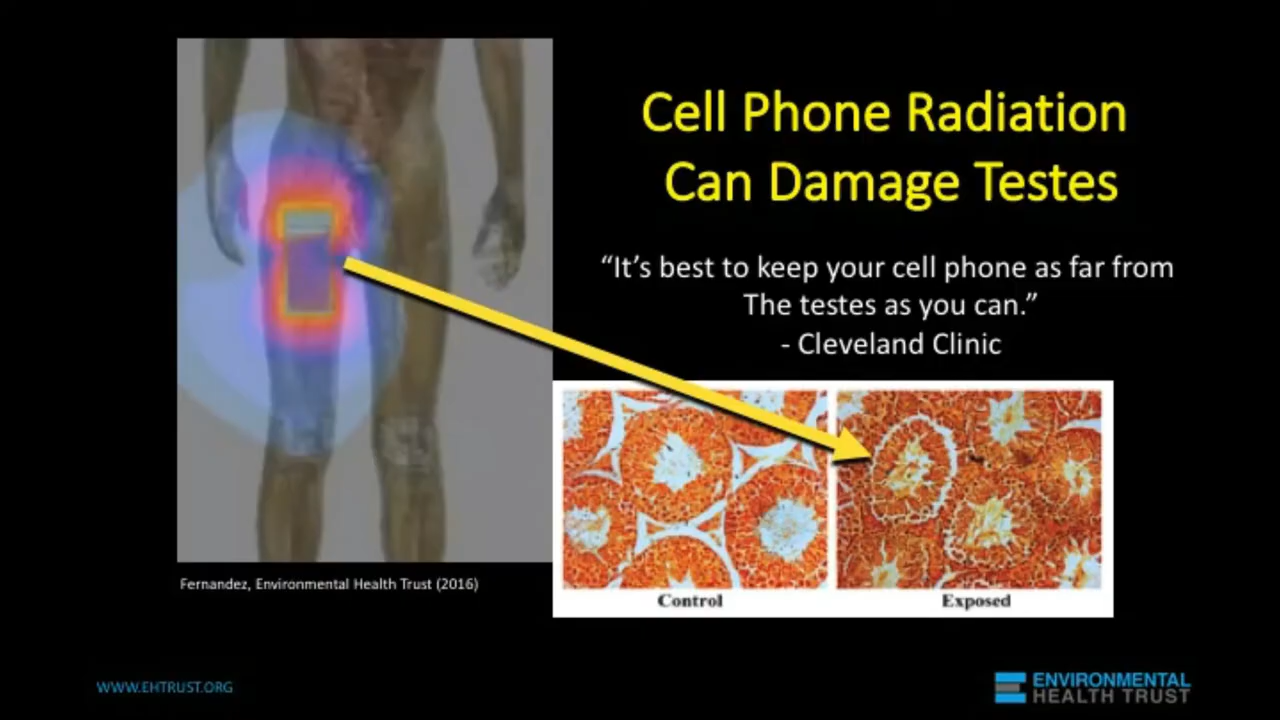 Cell Phone Radiation
Can Damage Testes
“It’s best to keep your cell phone as far from
The testes as you can.”
- Cleveland Clinic
Control
Exposed
Fernandez, Environmental Health Trust (2016)
WWW.EHTRUST.ORG
ENVIRONMENTAL
HEALTH TRUST